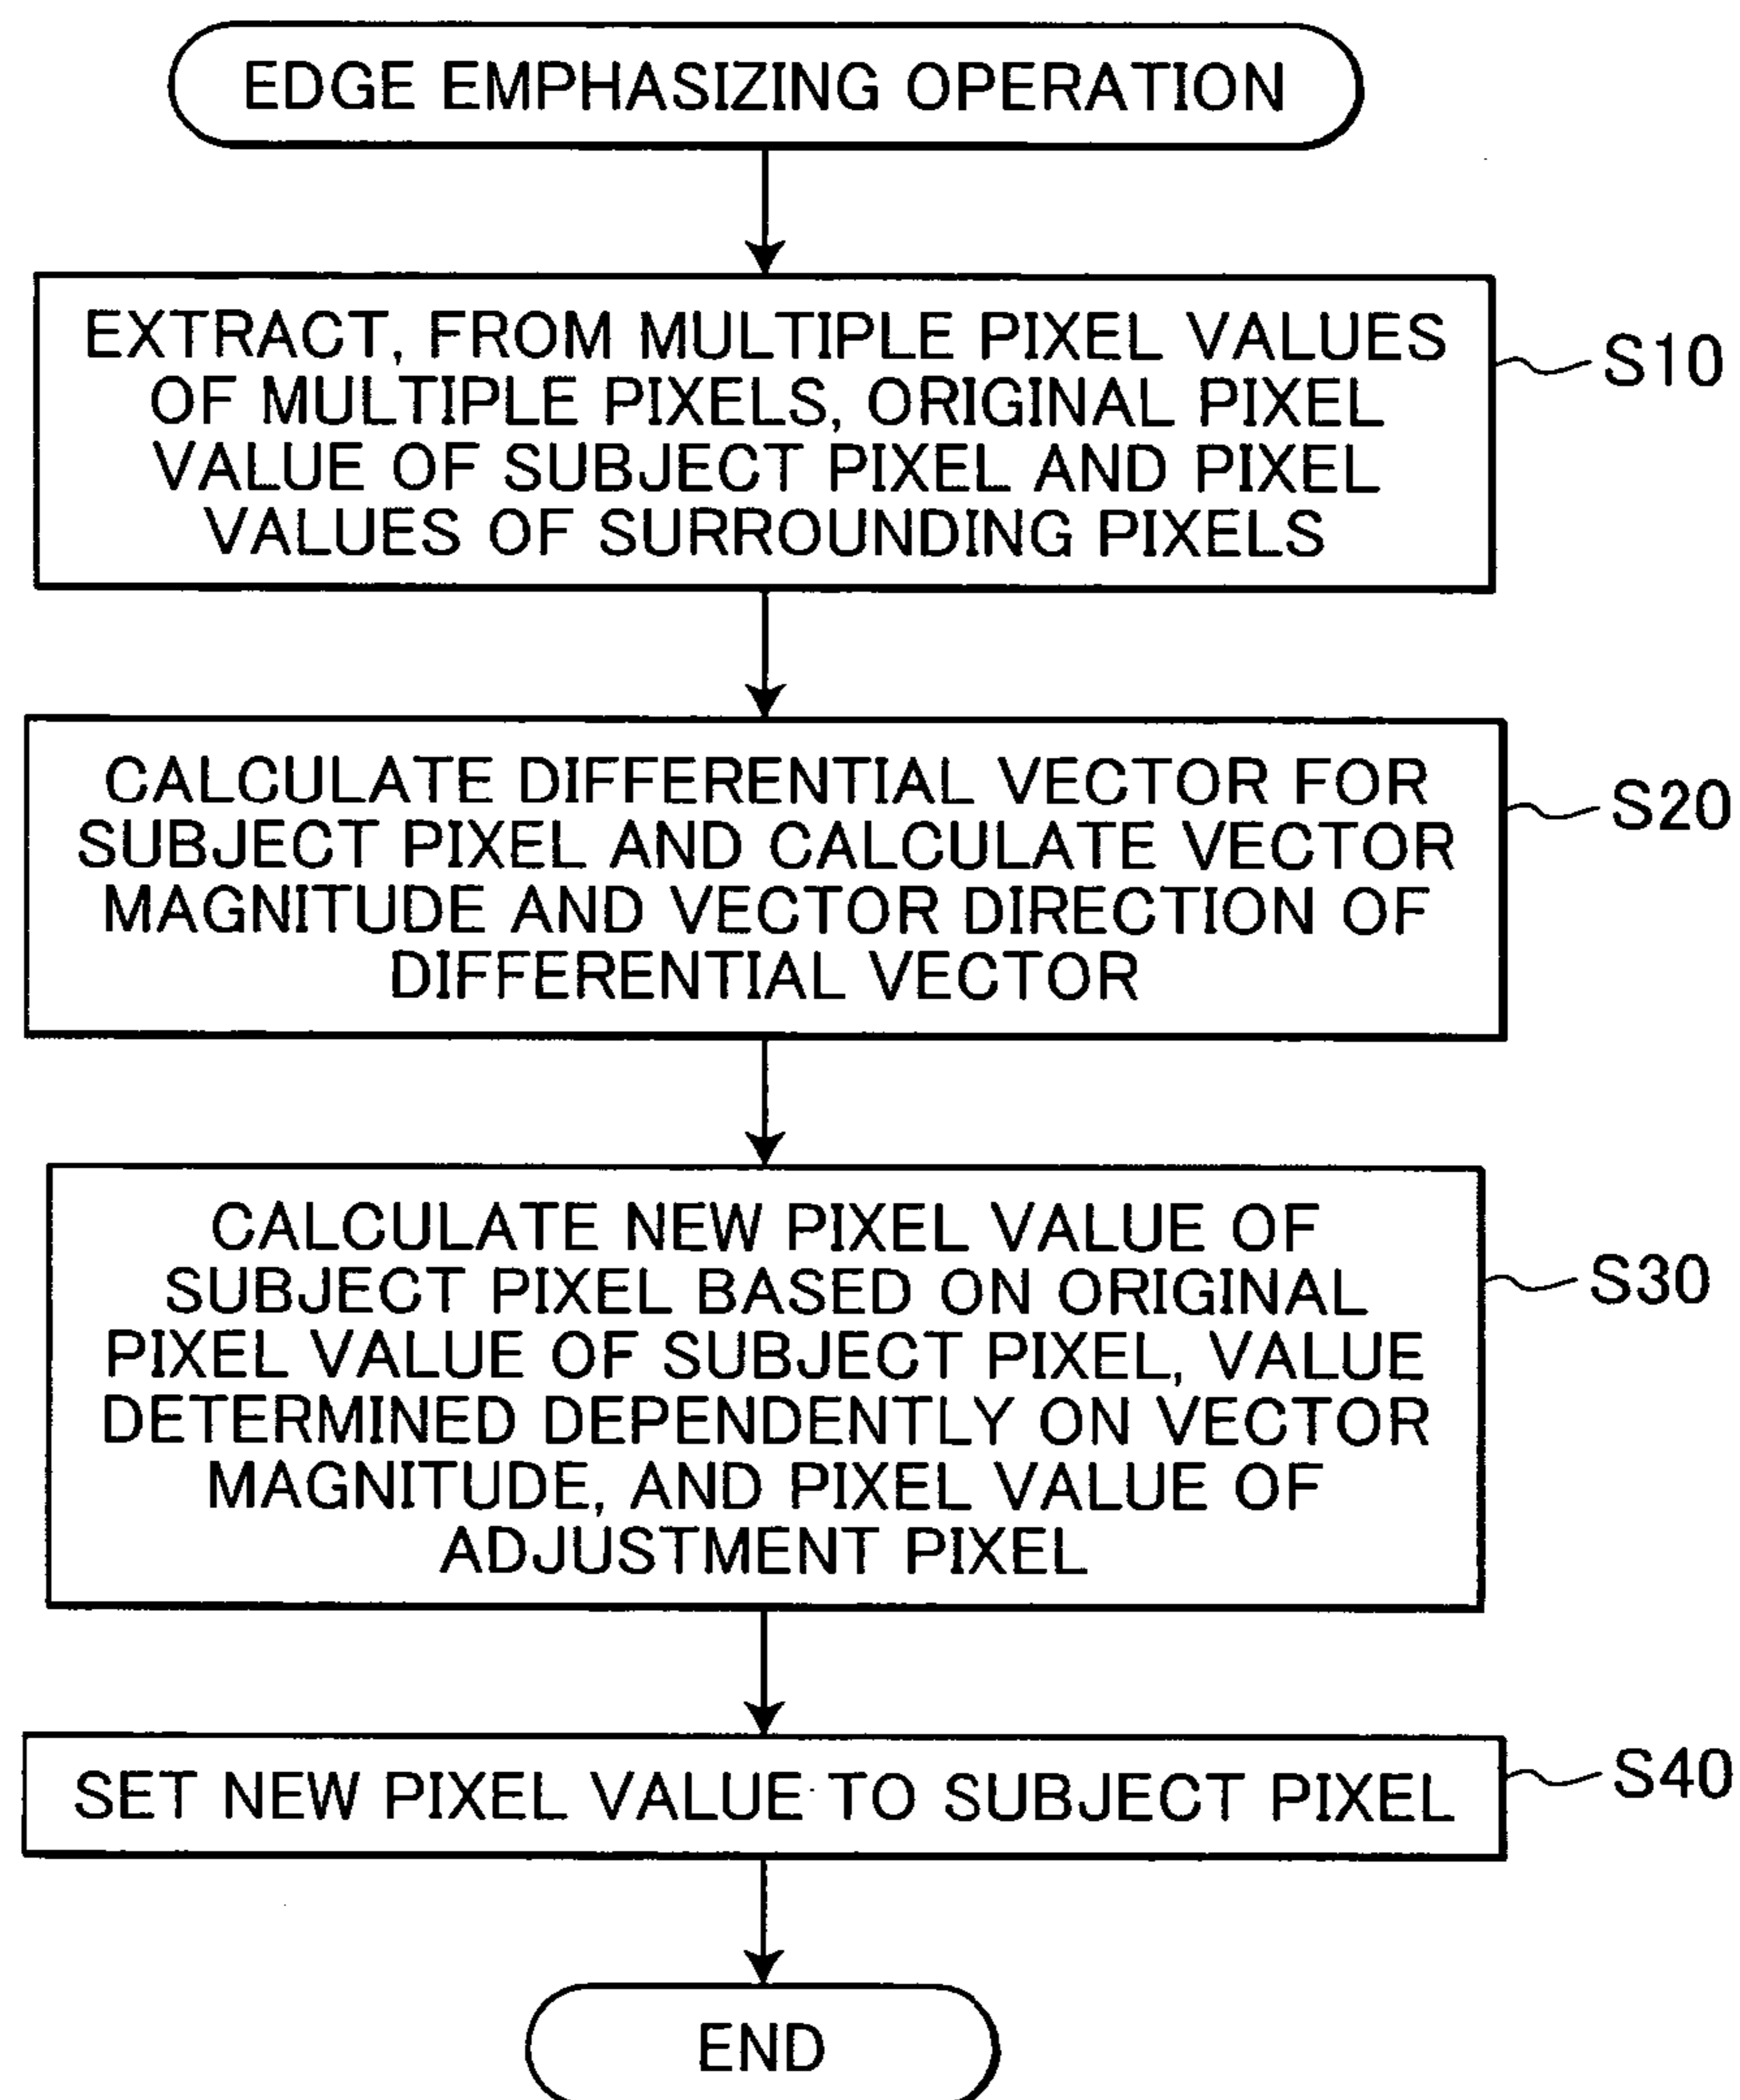 EDGE EMPHASIZING OPERATION
EXTRACT, FROM MULTIPLE PIXEL VALUES
OF MULTIPLE PIXELS, ORIGINAL PIXEL
VALUE OF SUBJECT PIXEL AND PIXEL
VALUES OF SURROUNDING PIXELS
S10
CALCULATE DIFFERENTIAL VECTOR FOR
SUBJECT PIXEL AND CALCULATE VECTOR
MAGNITUDE AND VECTOR DIRECTION OF
DIFFERENTIAL VECTOR
S20
CALCULATE NEW PIXEL VALUE OF
SUBJECT PIXEL BASED ON ORIGINAL
PIXEL VALUE OF SUBJECT PIXEL, VALUE
DETERMINED DEPENDENTLY ON VECTOR
MAGNITUDE, AND PIXEL VALUE OF
ADJUSTMENT PIXEL
S30
SET NEW PIXEL VALUE TO SUBJECT PIXEL
S40
END